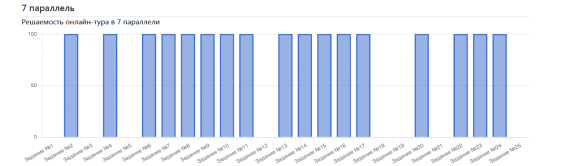 7 параллель
Решаемость онлайн-тура в 7 параллели
100
50
0
Задание №1
Задание №2
Задание №3
Задание №4
Задание №5
Задание №6
Задание №7
Задание №8
Задание №9
Задание №10
Задание №11
Задание №12
Задание №13
Задание №14
Задание №15
Задание №16
Задание №17
Задание №18
Задание №19
Задание №20
Задание №21
Задание №22
Задание №23
Задание №24
Задание №25